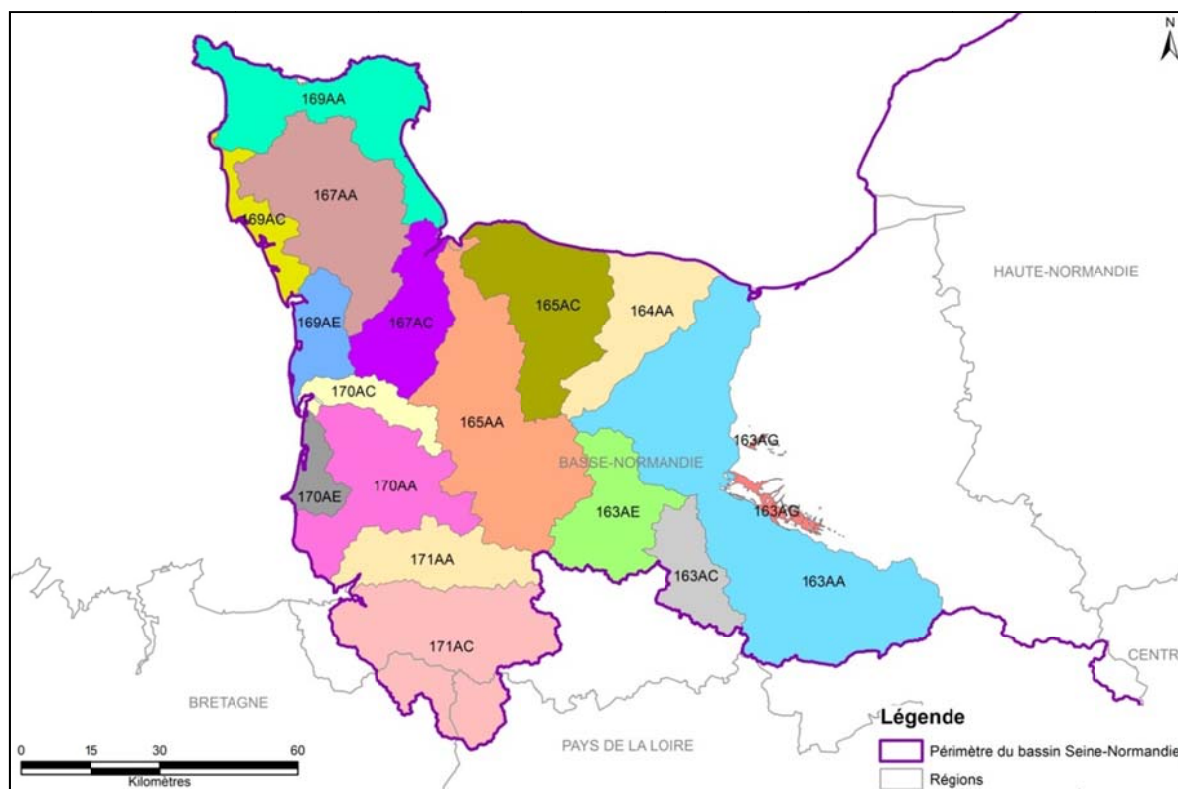 N
169AA
167AA
169AC
HAUTE-NORMANDIE
165AC
164AA
169AE
167AC
170AC
165AA
163AG
BASSE-NORMANDIE
170AA
170AE
163AE
163AG
171AA
163AC
163AA
171AC
CENTR
BRETAGNE
Légende
PAYS DE LA LOIRE
Périmètre du bassin Seine-Normandie
0 15 30 60
Régions
Kilomètres